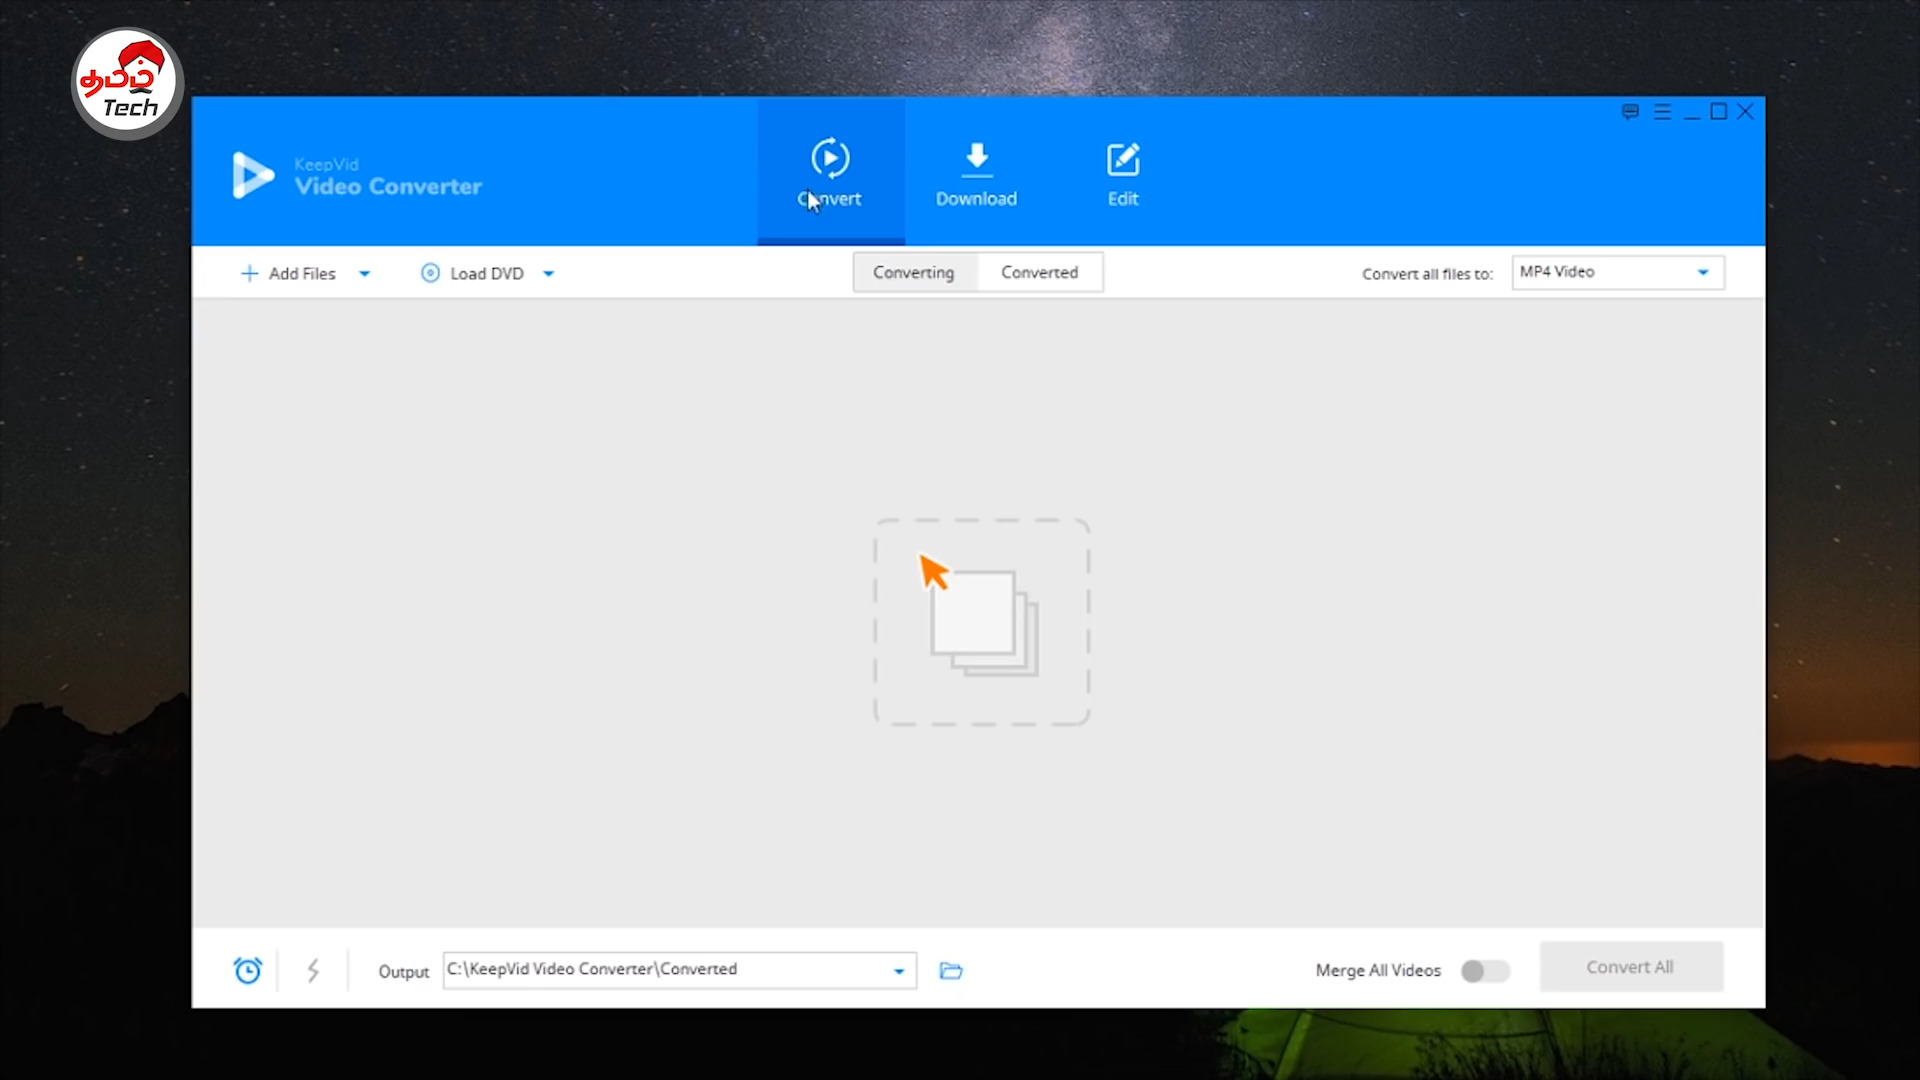 தமிழ்
Tech
KeepVid
Video Converter
Convert
Download
Edit
Add Files
Load DVD
Converting
Converted
Convert all files to:
MP4 Video
Output
C:\KeepVid Video Converter\Converted
Merge All Videos
Convert All